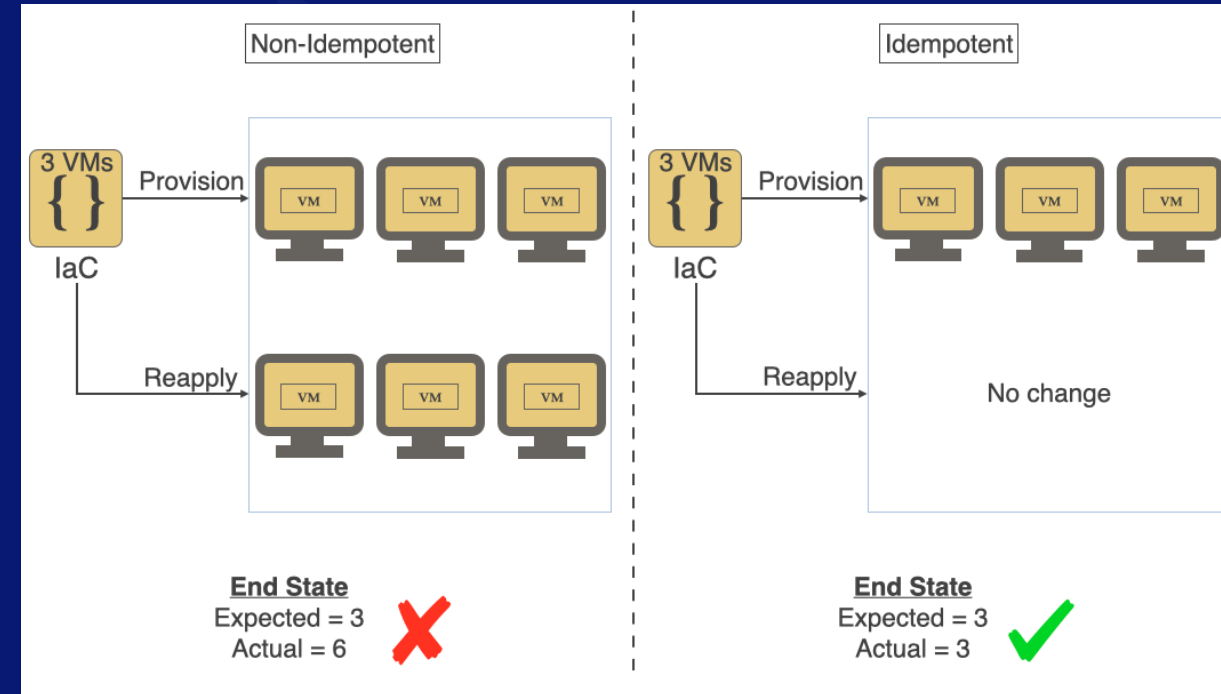 Non-Idempotent
3 VMs
{ }
IaC
Provision
VM VM VM
Reapply
VM VM VM
End State
Expected = 3
Actual = 6
Idempotent
3 VMs
{ }
IaC
Provision
VM VM VM
Reapply
No change
End State
Expected = 3
Actual = 3